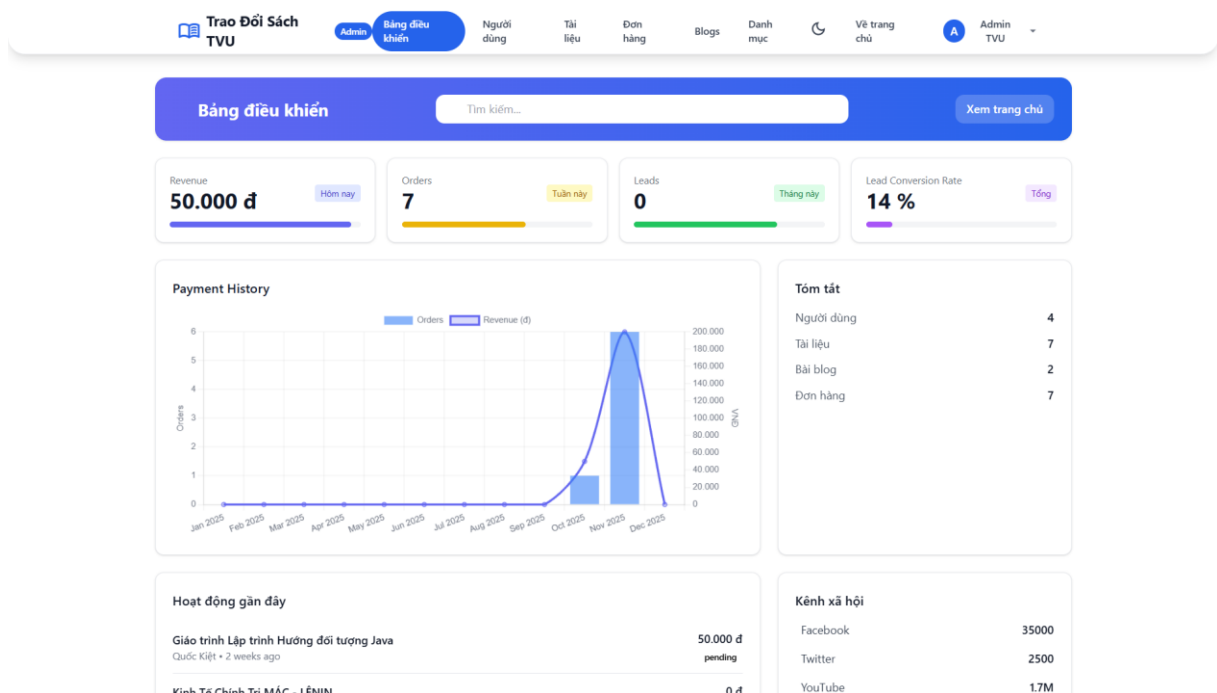 Trao Đổi Sách
TVU
Admin
Bảng điều
khiển
Người
dùng
Tài
liệu
Đơn
hàng
Blogs
Danh
mục
Về trang
chủ
A
Admin
TVU
Bảng điều khiển
Tìm kiếm...
Xem trang chủ
Revenue
50.000 đ
Hôm nay
Orders
7
Tuần này
Leads
0
Tháng này
Lead Conversion Rate
14 %
Tổng
Payment History
Orders
Revenue (đ)
6
5
4
3
2
1
0
Orders
200.000
180.000
160.000
140.000
120.000
100.000
80.000
60.000
40.000
20.000
0
VNĐ
Jan 2025
Feb 2025
Mar 2025
Apr 2025
May 2025
Jun 2025
Jul 2025
Aug 2025
Sep 2025
Oct 2025
Nov 2025
Dec 2025
Tóm tắt
Người dùng 4
Tài liệu 7
Bài blog 2
Đơn hàng 7
Hoạt động gần đây
Giáo trình Lập trình Hướng đối tượng Java 50.000 đ
Quốc Kiệt • 2 weeks ago pending
Kinh Tế Chính Trị MÁC - LÊNIN 0 đ
Kênh xã hội
Facebook 35000
Twitter 2500
YouTube 1.7M